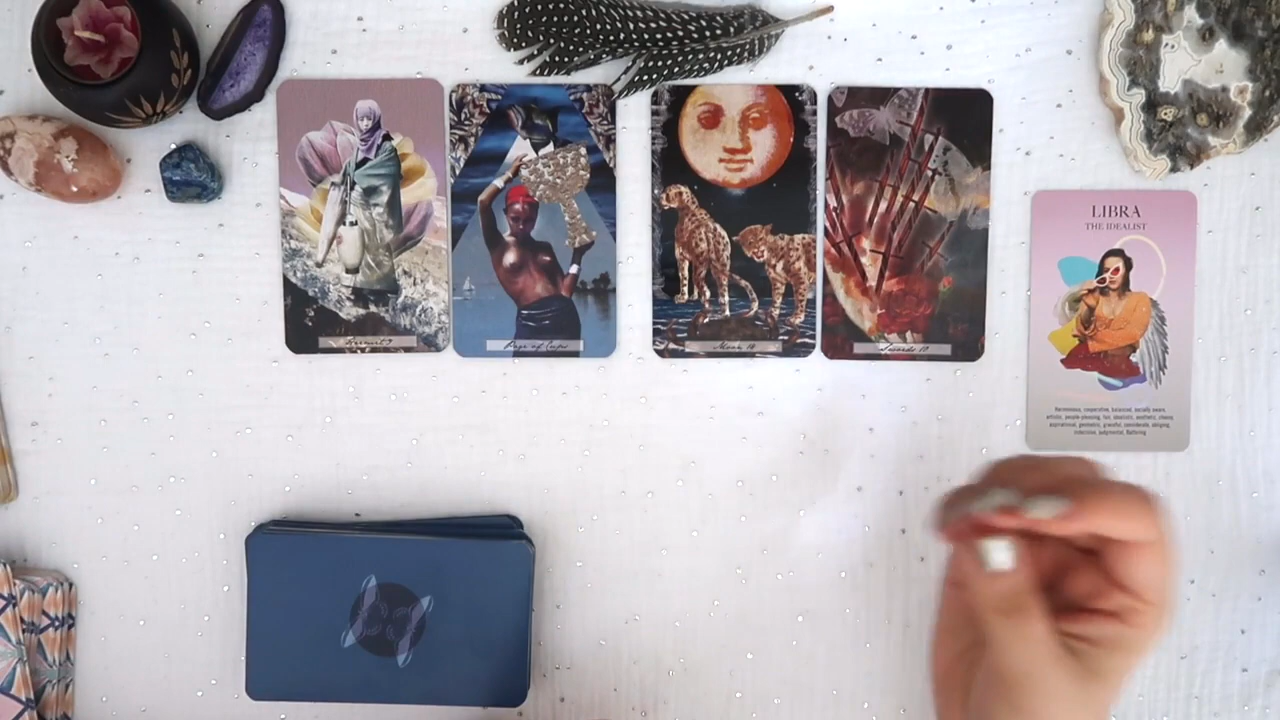 Hermit 9
Page of Cups
Moon 18
Swords 10
LIBRA
THE IDEALIST
Harmonious, cooperative, balanced, socially aware,
artistic, people-pleasing, fair, idealistic, aesthetic, classy,
aspirational, geometric, graceful, considerate, obliging,
indecisive, judgmental, flattering